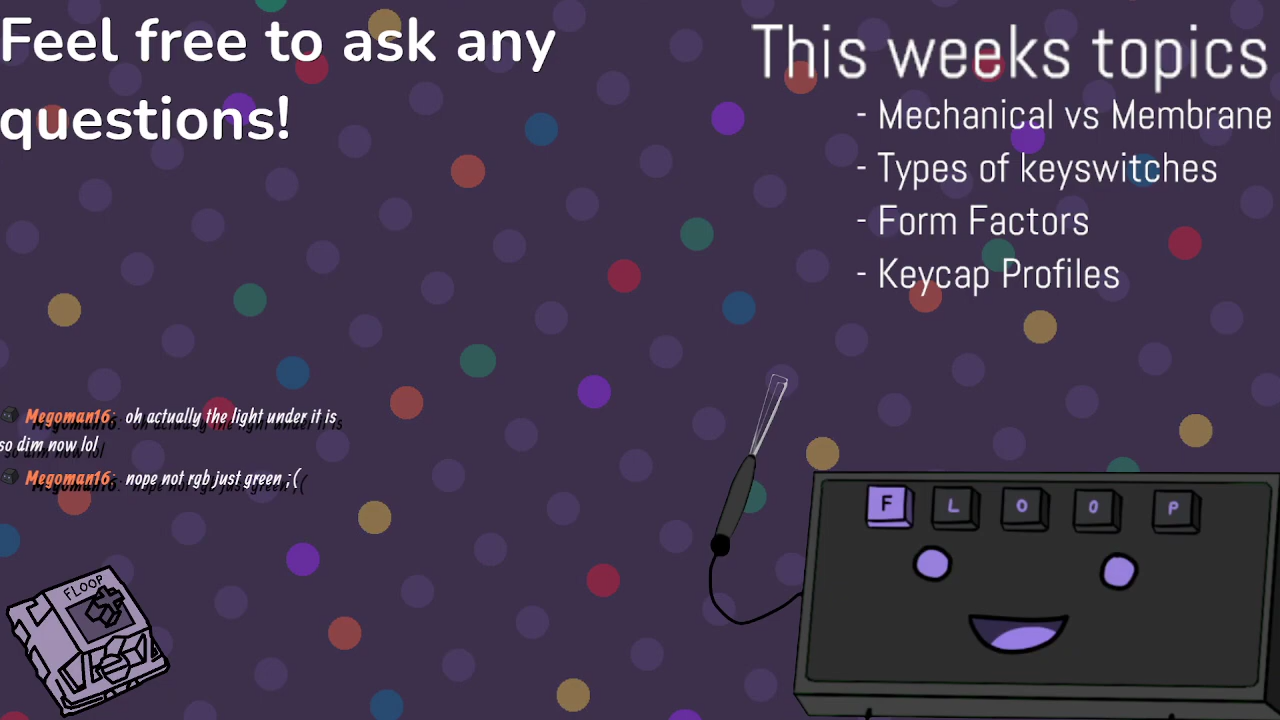 Feel free to ask any
questions!
This weeks topics
- Mechanical vs Membrane
- Types of keyswitches
- Form Factors
- Keycap Profiles
Megoman16: oh actually the light under it is
so dim now lol
Megoman16: nope not rgb just green ;(
FLOOP
F L O O P